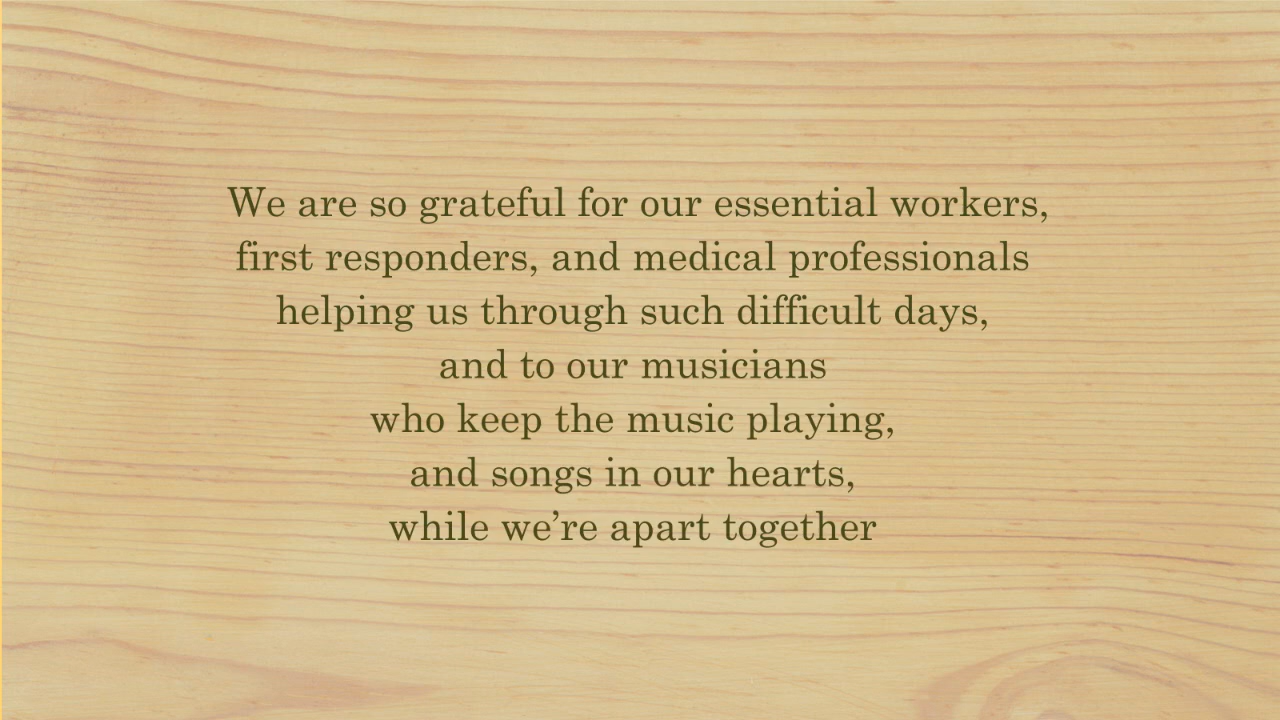 We are so grateful for our essential workers,
first responders, and medical professionals
helping us through such difficult days,
and to our musicians
who keep the music playing,
and songs in our hearts,
while we’re apart together